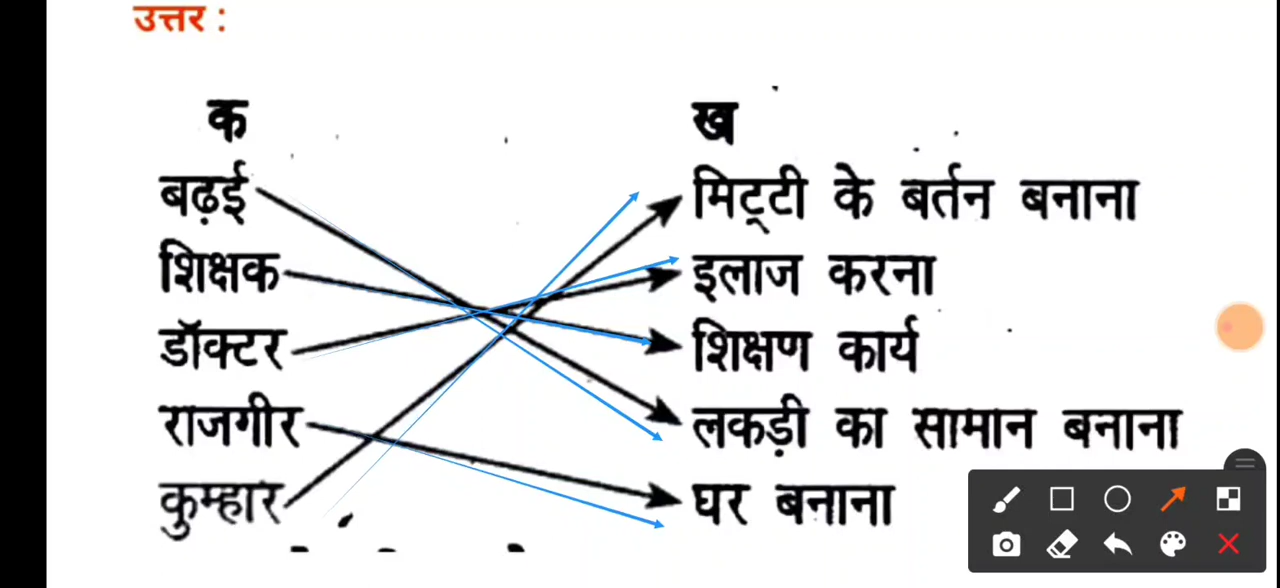 उत्तर :
क ख
बढ़ई मिट्टी के बर्तन बनाना
शिक्षक इलाज करना
डॉक्टर शिक्षण कार्य
राजगीर लकड़ी का सामान बनाना
कुम्हार घर बनाना